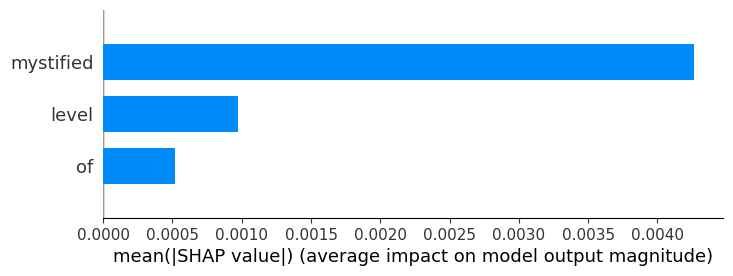 mystified
level
of
0.0000 0.0005 0.0010 0.0015 0.0020 0.0025 0.0030 0.0035 0.0040
mean(|SHAP value|) (average impact on model output magnitude)